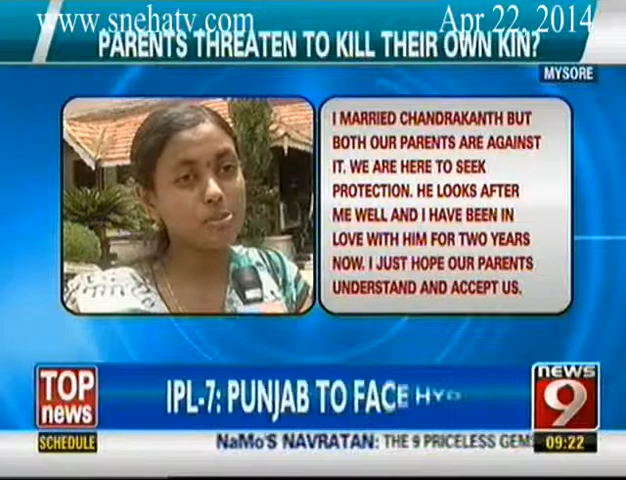 www.snehatv.com
Apr 22, 2014
PARENTS THREATEN TO KILL THEIR OWN KIN?
MYSORE
I MARRIED CHANDRAKANTH BUT
BOTH OUR PARENTS ARE AGAINST
IT. WE ARE HERE TO SEEK
PROTECTION. HE LOOKS AFTER
ME WELL AND I HAVE BEEN IN
LOVE WITH HIM FOR TWO YEARS
NOW. I JUST HOPE OUR PARENTS
UNDERSTAND AND ACCEPT US.
TOP
news
IPL-7: PUNJAB TO FACE
NEWS
9
SCHEDULE
NaMo'S NAVRATAN: THE 9 PRICELESS GEM
09:22